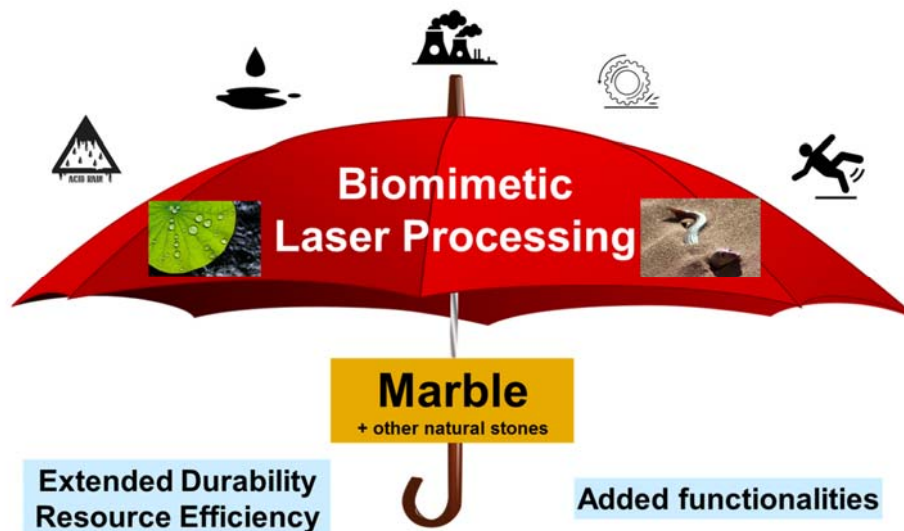 ACID RAIN
Biomimetic
Laser Processing
Marble
+ other natural stones
Extended Durability
Resource Efficiency
Added functionalities